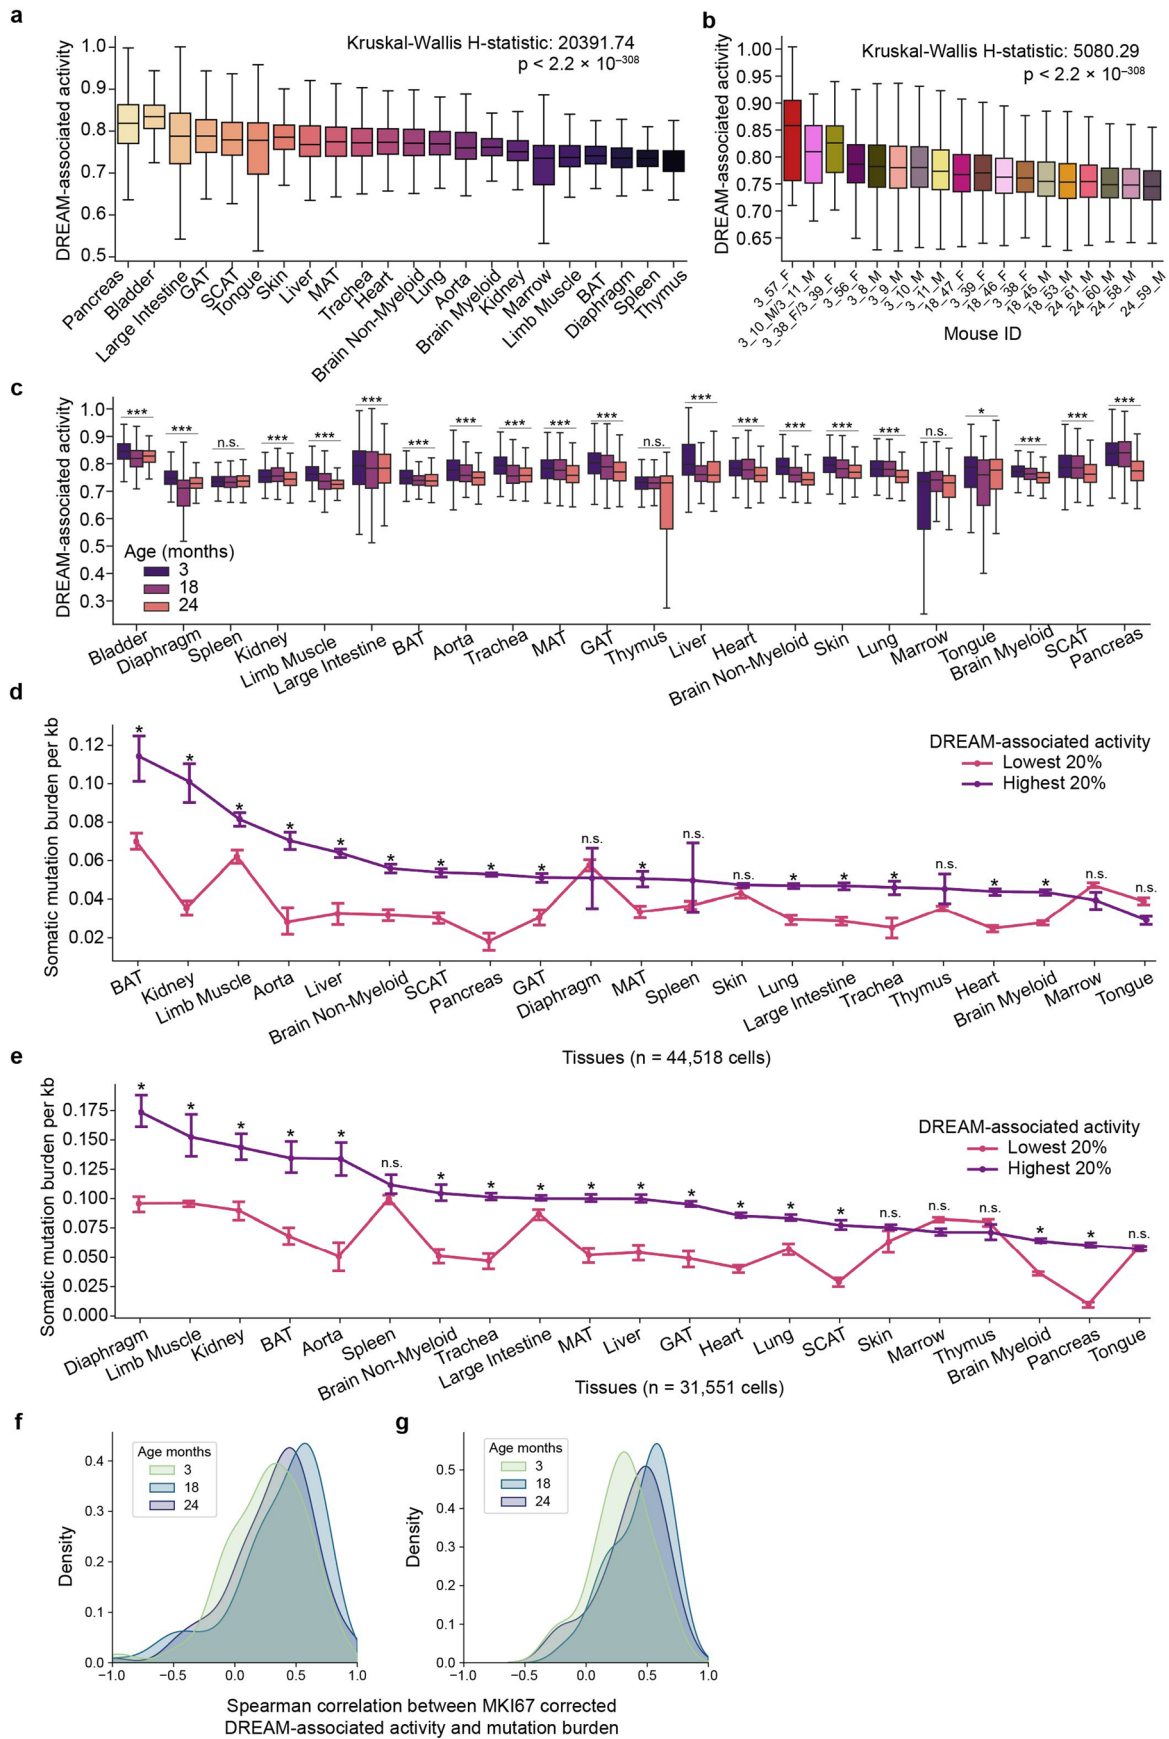 a
DREAM-associated activity
1.0
0.9
0.8
0.7
0.6
0.5
Kruskal-Wallis H-statistic: 20391.74
p < 2.2 × 10⁻³⁰⁸
Pancreas
Bladder
Large Intestine
GAT
SCAT
Tongue
Skin
Liver
MAT
Trachea
Heart
Brain Non-Myeloid
Lung
Aorta
Brain Myeloid
Kidney
Marrow
Limb Muscle
BAT
Diaphragm
Spleen
Thymus
b
DREAM-associated activity
1.00
0.95
0.90
0.85
0.80
0.75
0.70
0.65
Kruskal-Wallis H-statistic: 5080.29
p < 2.2 × 10⁻³⁰⁸
3_57_F
3_10_M/3_11_M
3_38_F/3_39_F
3_56_F
3_8_M
3_9_M
3_10_M
3_11_M
18_47_F
3_39_F
18_46_F
3_38_F
18_45_M
18_53_M
24_61_M
24_60_M
24_58_M
24_59_M
Mouse ID
c
DREAM-associated activity
1.0
0.9
0.8
0.7
0.6
0.5
0.4
0.3
*** *** n.s. *** *** *** *** *** *** *** *** n.s. *** *** *** *** *** n.s. * *** *** ***
Age (months)
3
18
24
Bladder
Diaphragm
Spleen
Kidney
Limb Muscle
Large Intestine
BAT
Aorta
Trachea
MAT
GAT
Thymus
Liver
Heart
Brain Non-Myeloid
Skin
Lung
Marrow
Tongue
Brain Myeloid
SCAT
Pancreas
d
Somatic mutation burden per kb
0.12
0.10
0.08
0.06
0.04
0.02
* * * * * * * * * n.s. * n.s. n.s. * * * n.s. * * n.s. n.s.
DREAM-associated activity
Lowest 20%
Highest 20%
BAT
Kidney
Limb Muscle
Aorta
Liver
Brain Non-Myeloid
SCAT
Pancreas
GAT
Diaphragm
MAT
Spleen
Skin
Lung
Large Intestine
Trachea
Thymus
Heart
Brain Myeloid
Marrow
Tongue
Tissues (n = 44,518 cells)
e
Somatic mutation burden per kb
0.175
0.150
0.125
0.100
0.075
0.050
0.025
0.000
* * * * * n.s. * * * * * * * * * n.s. n.s. n.s. * * n.s.
DREAM-associated activity
Lowest 20%
Highest 20%
Diaphragm
Limb Muscle
Kidney
BAT
Aorta
Spleen
Brain Non-Myeloid
Trachea
Large Intestine
MAT
Liver
GAT
Heart
Lung
SCAT
Skin
Marrow
Thymus
Brain Myeloid
Pancreas
Tongue
Tissues (n = 31,551 cells)
f
Density
0.4
0.3
0.2
0.1
0.0
Age months
3
18
24
−1.0 −0.5 0.0 0.5 1.0
g
Density
0.5
0.4
0.3
0.2
0.1
0.0
Age months
3
18
24
−1.0 −0.5 0.0 0.5 1.0
Spearman correlation between MKI67 corrected
DREAM-associated activity and mutation burden